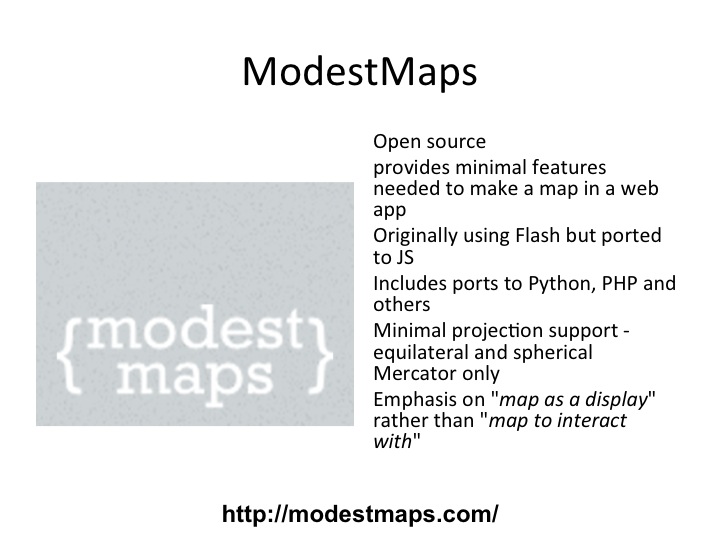 ModestMaps
Open source
provides minimal features
needed to make a map in a web
app
Originally using Flash but ported
to JS
Includes ports to Python, PHP and
others
Minimal projection support -
equilateral and spherical
Mercator only
Emphasis on "map as a display"
rather than "map to interact
with"
{modest
maps}
http://modestmaps.com/